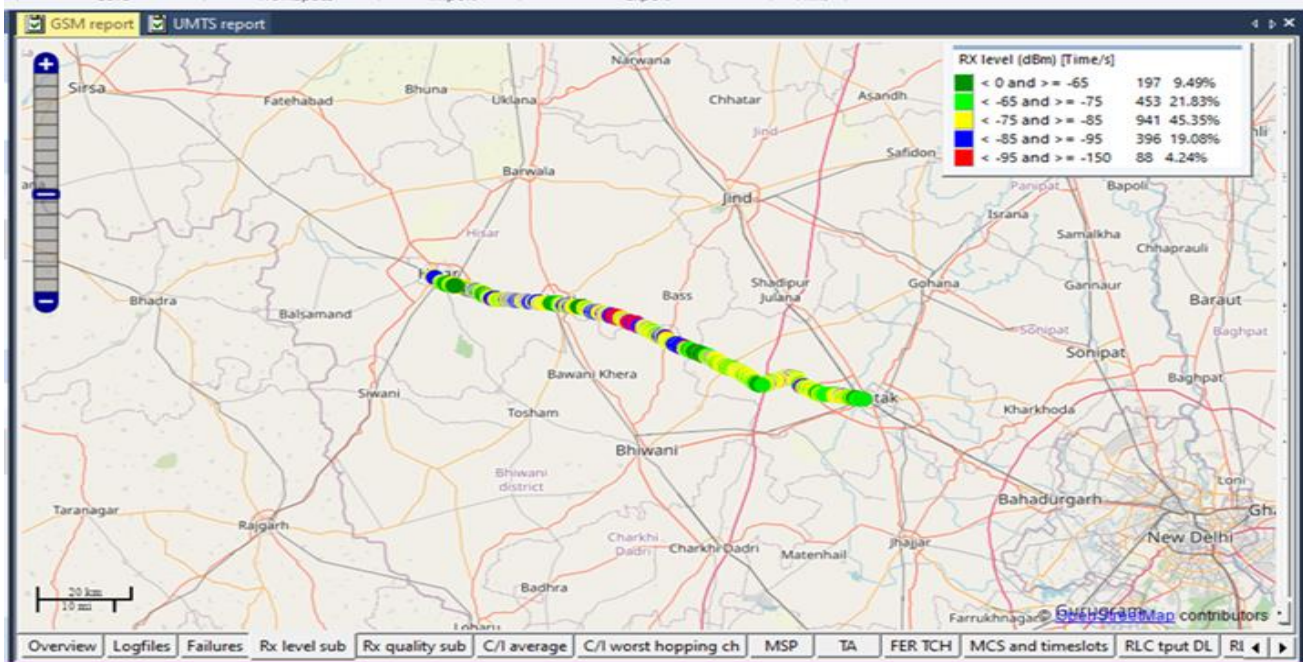 GSM report UMTS report
RX level (dBm) [Time/s]
< 0 and >= -65 197 9.49%
< -65 and >= -75 453 21.83%
< -75 and >= -85 941 45.35%
< -85 and >= -95 396 19.08%
< -95 and >= -150 88 4.24%
Narwana
Sirsa
Fatehabad
Bhuna
Uklana
Chhatar
Asandh
Jind
Safidon
Barwala
Panipat
Bapoli
Jind
Israna
Samalkha
Chhaprauli
Hisar
Shadipur
Julana
Gohana
Gannaur
Bass
Bhadra
Balsamand
Baraut
Sonipat
Baghpat
Sonipat
Bawani Khera
Baghpat
Siwani
Tosham
tak
Kharkhoda
Bhiwani
Bhiwani
district
Loni
Bahadurgarh
Taranagar
Rajgarh
New Delhi
Charkhi
Dadri
Charkhi Dadri
Matenhail
Jhajjar
Badhra
20 km
10 mi
Loharu
Farrukhnagar
Gurugram
© OpenStreetMap contributors
Overview Logfiles Failures Rx level sub Rx quality sub C/I average C/I worst hopping ch MSP TA FER TCH MCS and timeslots RLC tput DL